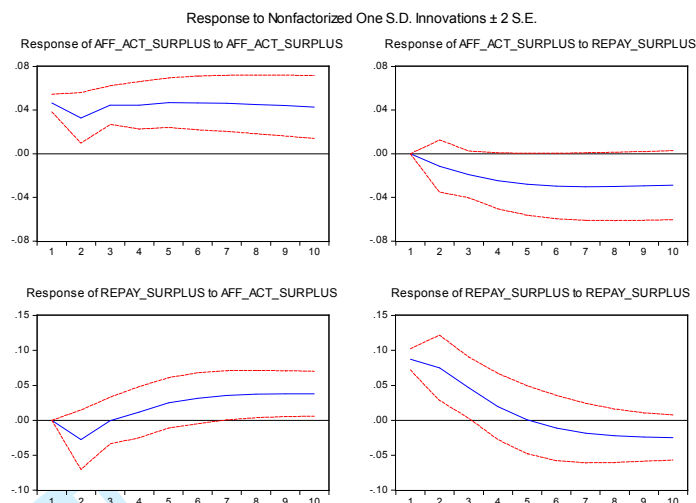 Response to Nonfactorized One S.D. Innovations ± 2 S.E.
Response of AFF_ACT_SURPLUS to AFF_ACT_SURPLUS
.08
.04
.00
-.04
-.08
1 2 3 4 5 6 7 8 9 10
Response of AFF_ACT_SURPLUS to REPAY_SURPLUS
.08
.04
.00
-.04
-.08
1 2 3 4 5 6 7 8 9 10
Response of REPAY_SURPLUS to AFF_ACT_SURPLUS
.15
.10
.05
.00
-.05
-.10
1 2 3 4 5 6 7 8 9 10
Response of REPAY_SURPLUS to REPAY_SURPLUS
.15
.10
.05
.00
-.05
-.10
1 2 3 4 5 6 7 8 9 10